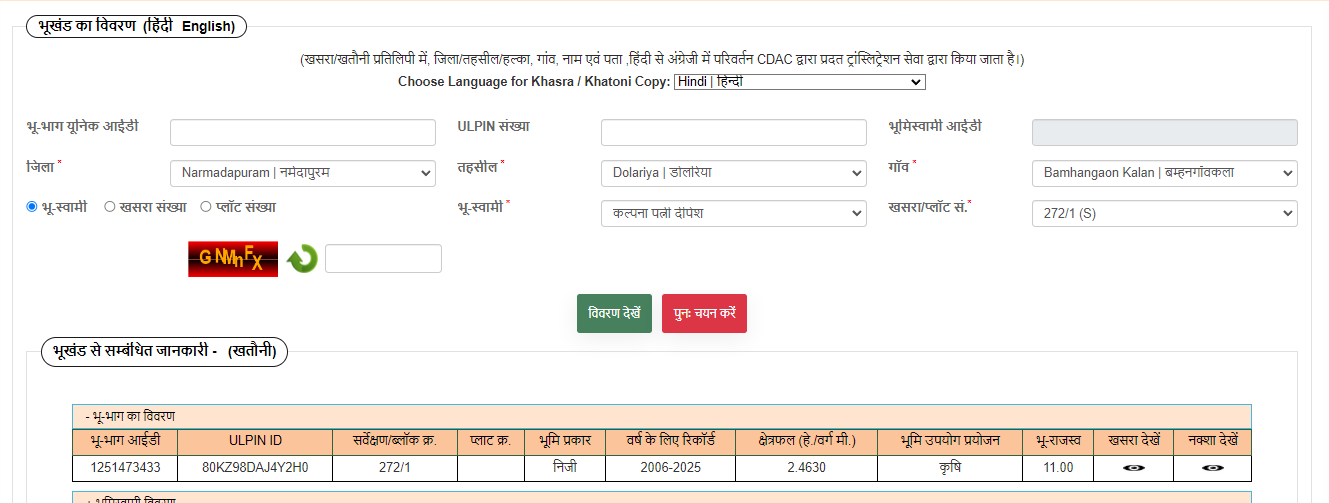 भूखंड का विवरण (हिंदी English)
(खसरा/खतौनी प्रतिलिपी में, जिला/तहसील/हल्का, गांव, नाम एवं पता ,हिंदी से अंग्रेजी में परिवर्तन CDAC द्वारा प्रदत ट्रांस्लिट्रेशन सेवा द्वारा किया जाता है।)
Choose Language for Khasra / Khatoni Copy: Hindi | हिन्दी
भू-भाग यूनिक आईडी ULPIN संख्या भूमिस्वामी आईडी
जिला * Narmadapuram | नर्मदापुरम तहसील * Dolariya | डोलरिया गाँव * Bamhangaon Kalan | बम्हनगाँवकला
भू-स्वामी खसरा संख्या प्लॉट संख्या भू-स्वामी * कल्पना पत्नी दीपेश खसरा/प्लॉट सं.* 272/1 (S)
GNMnFX
विवरण देखें पुनः चयन करें
भूखंड से सम्बंधित जानकारी - (खतौनी)
- भू-भाग का विवरण
भू-भाग आईडी ULPIN ID सर्वेक्षण/ब्लॉक क्र. प्लाट क्र. भूमि प्रकार वर्ष के लिए रिकॉर्ड क्षेत्रफल (हे./वर्ग मी.) भूमि उपयोग प्रयोजन भू-राजस्व खसरा देखें नक्शा देखें
1251473433 80KZ98DAJ4Y2H0 272/1 निजी 2006-2025 2.4630 कृषि 11.00